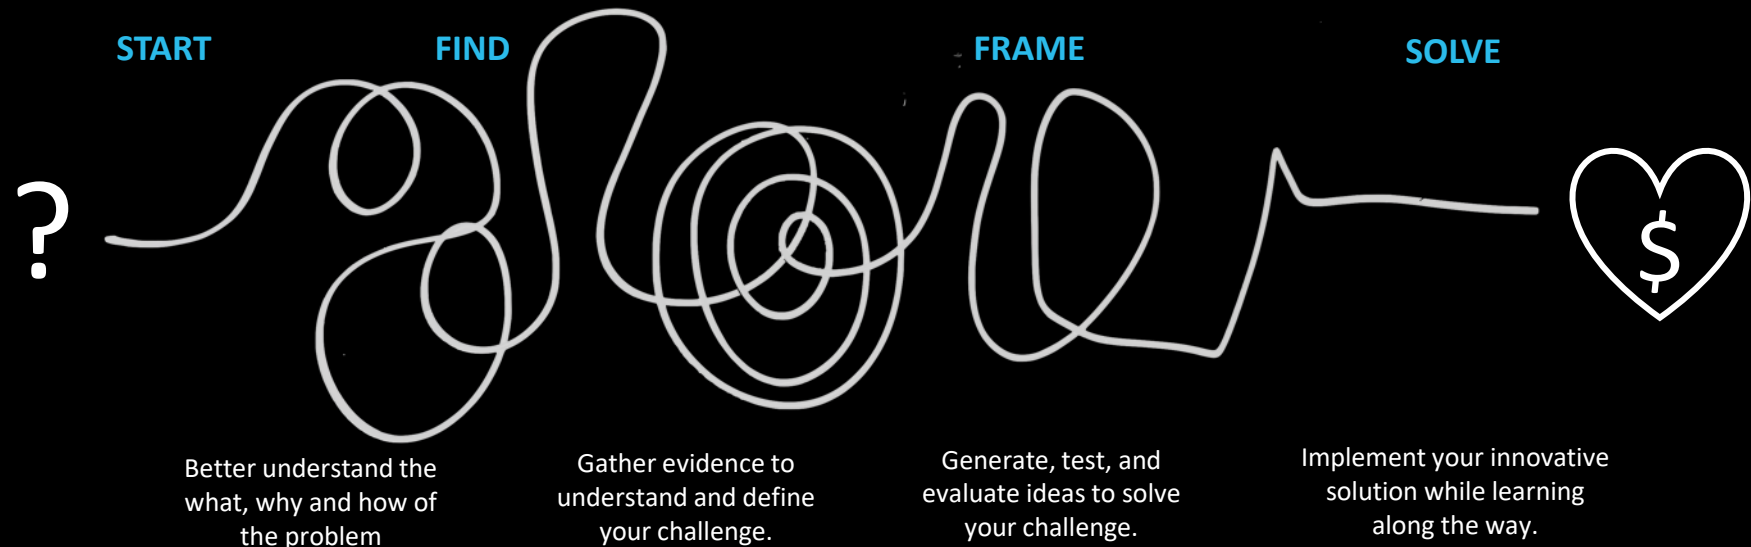 START
FIND
FRAME
SOLVE
?
$
Better understand the
what, why and how of
the problem
Gather evidence to
understand and define
your challenge.
Generate, test, and
evaluate ideas to solve
your challenge.
Implement your innovative
solution while learning
along the way.